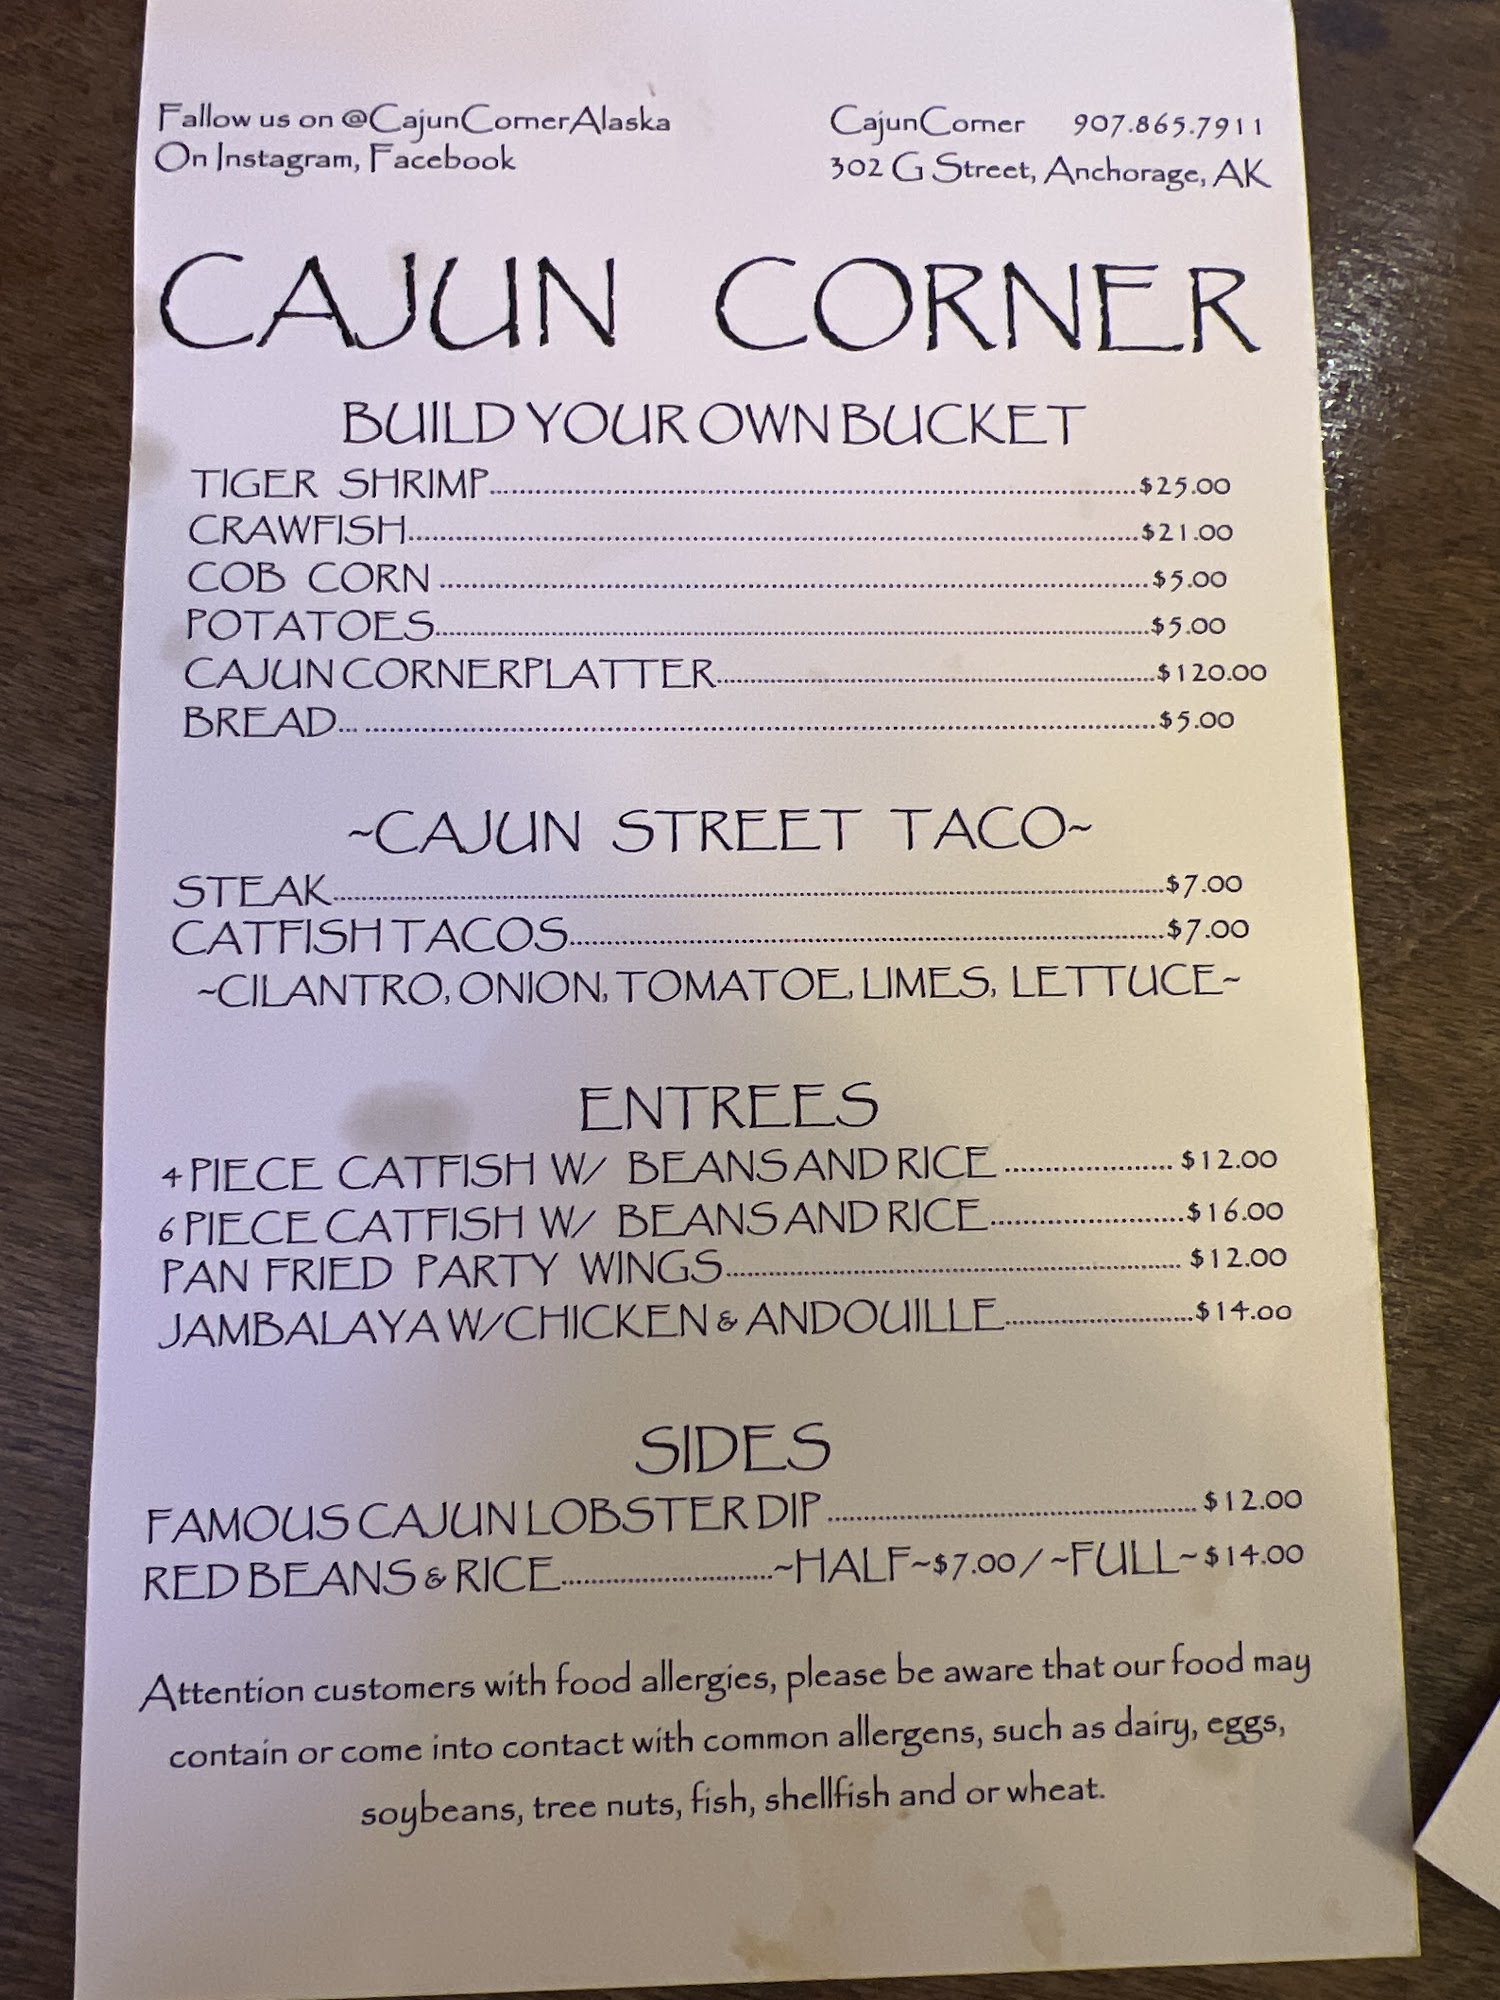 Fallow us on @CajunCornerAlaska
On Instagram, Facebook
CajunCorner 907.865.7911
302 G Street, Anchorage, AK
CAJUN CORNER
BUILD YOUR OWN BUCKET
TIGER SHRIMP.....$25.00
CRAWFISH.....$21.00
COB CORN.....$5.00
POTATOES.....$5.00
CAJUN CORNER PLATTER.....$120.00
BREAD.....$5.00
~CAJUN STREET TACO~
STEAK.....$7.00
CATFISH TACOS.....$7.00
~CILANTRO, ONION, TOMATOE, LIMES, LETTUCE~
ENTREES
4 PIECE CATFISH W/ BEANS AND RICE.....$12.00
6 PIECE CATFISH W/ BEANS AND RICE.....$16.00
PAN FRIED PARTY WINGS.....$12.00
JAMBALAYA W/CHICKEN & ANDOUILLE.....$14.00
SIDES
FAMOUS CAJUN LOBSTER DIP.....$12.00
RED BEANS & RICE.....~HALF~$7.00 / ~FULL~$14.00
Attention customers with food allergies, please be aware that our food may
contain or come into contact with common allergens, such as dairy, eggs,
soybeans, tree nuts, fish, shellfish and or wheat.